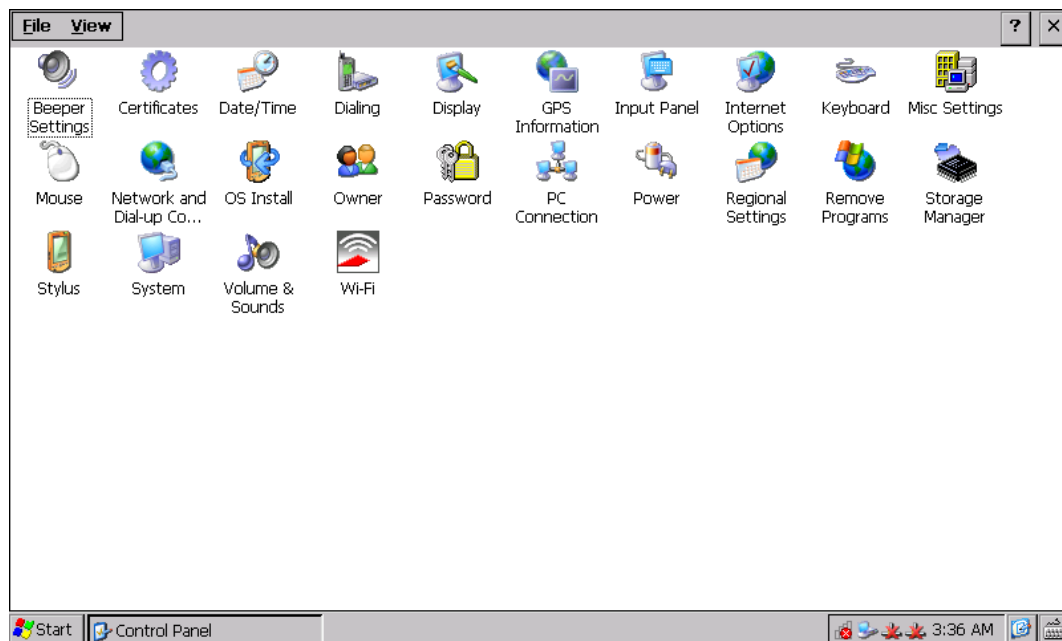 File View ? ×
Beeper Settings
Certificates
Date/Time
Dialing
Display
GPS Information
Input Panel
Internet Options
Keyboard
Misc Settings
Mouse
Network and Dial-up Co...
OS Install
Owner
Password
PC Connection
Power
Regional Settings
Remove Programs
Storage Manager
Stylus
System
Volume & Sounds
Wi-Fi
Start Control Panel 3:36 AM